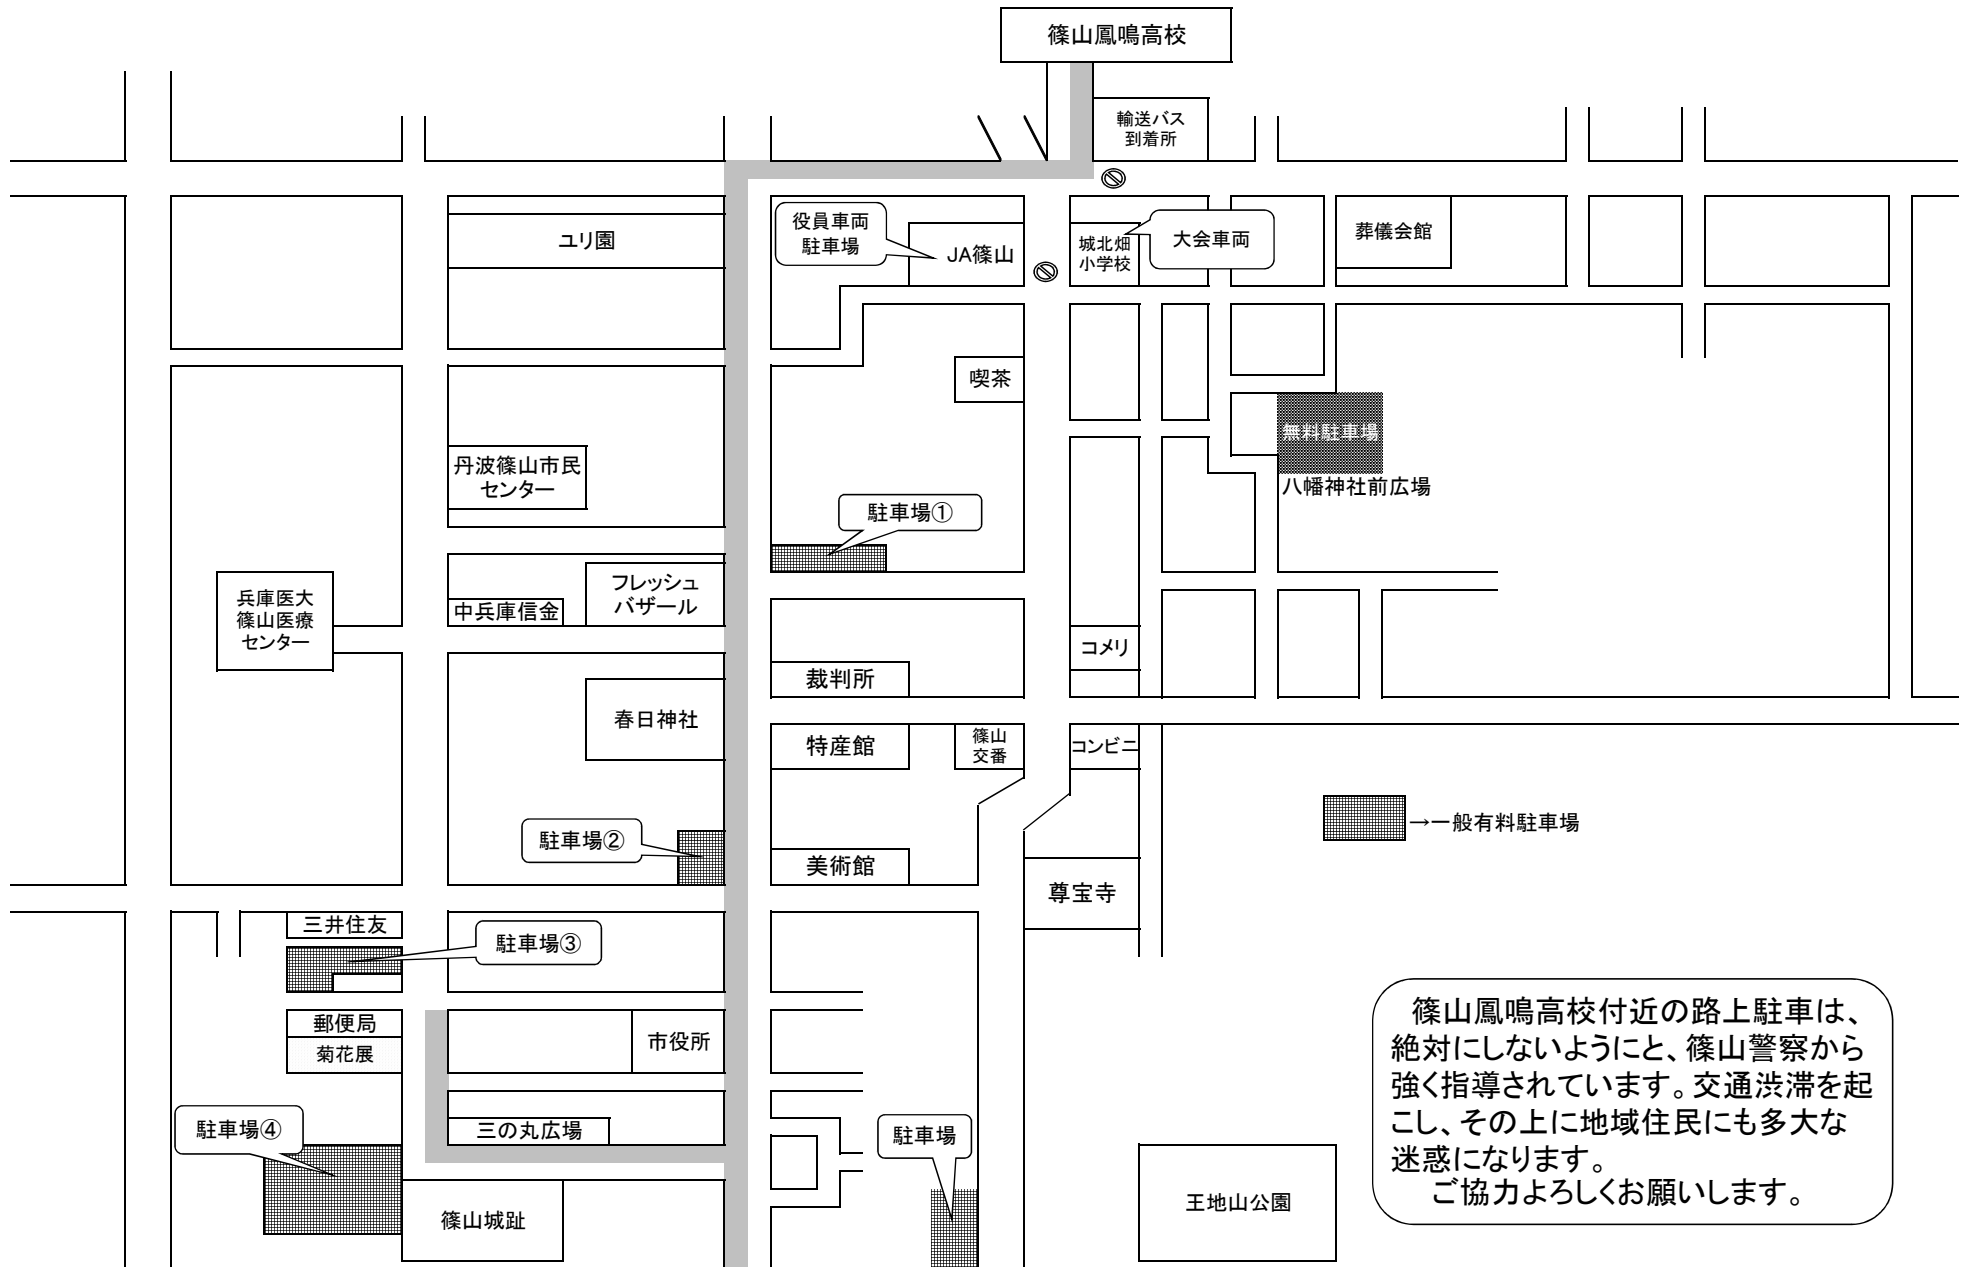 篠山鳳鳴高校
輸送バス
到着所
役員車両
駐車場
JA篠山
城北畑
小学校
大会車両
葬儀会館
ユリ園
喫茶
無料駐車場
八幡神社前広場
丹波篠山市民
センター
駐車場①
フレッシュ
バザール
中兵庫信金
兵庫医大
篠山医療
センター
コメリ
裁判所
春日神社
特産館
篠山
交番
コンビニ
→一般有料駐車場
駐車場②
美術館
尊宝寺
三井住友
駐車場③
郵便局
菊花展
市役所
駐車場④
三の丸広場
駐車場
篠山城趾
王地山公園
篠山鳳鳴高校付近の路上駐車は、
絶対にしないようにと、篠山警察から
強く指導されています。交通渋滞を起
こし、その上に地域住民にも多大な
迷惑になります。
ご協力よろしくお願いします。